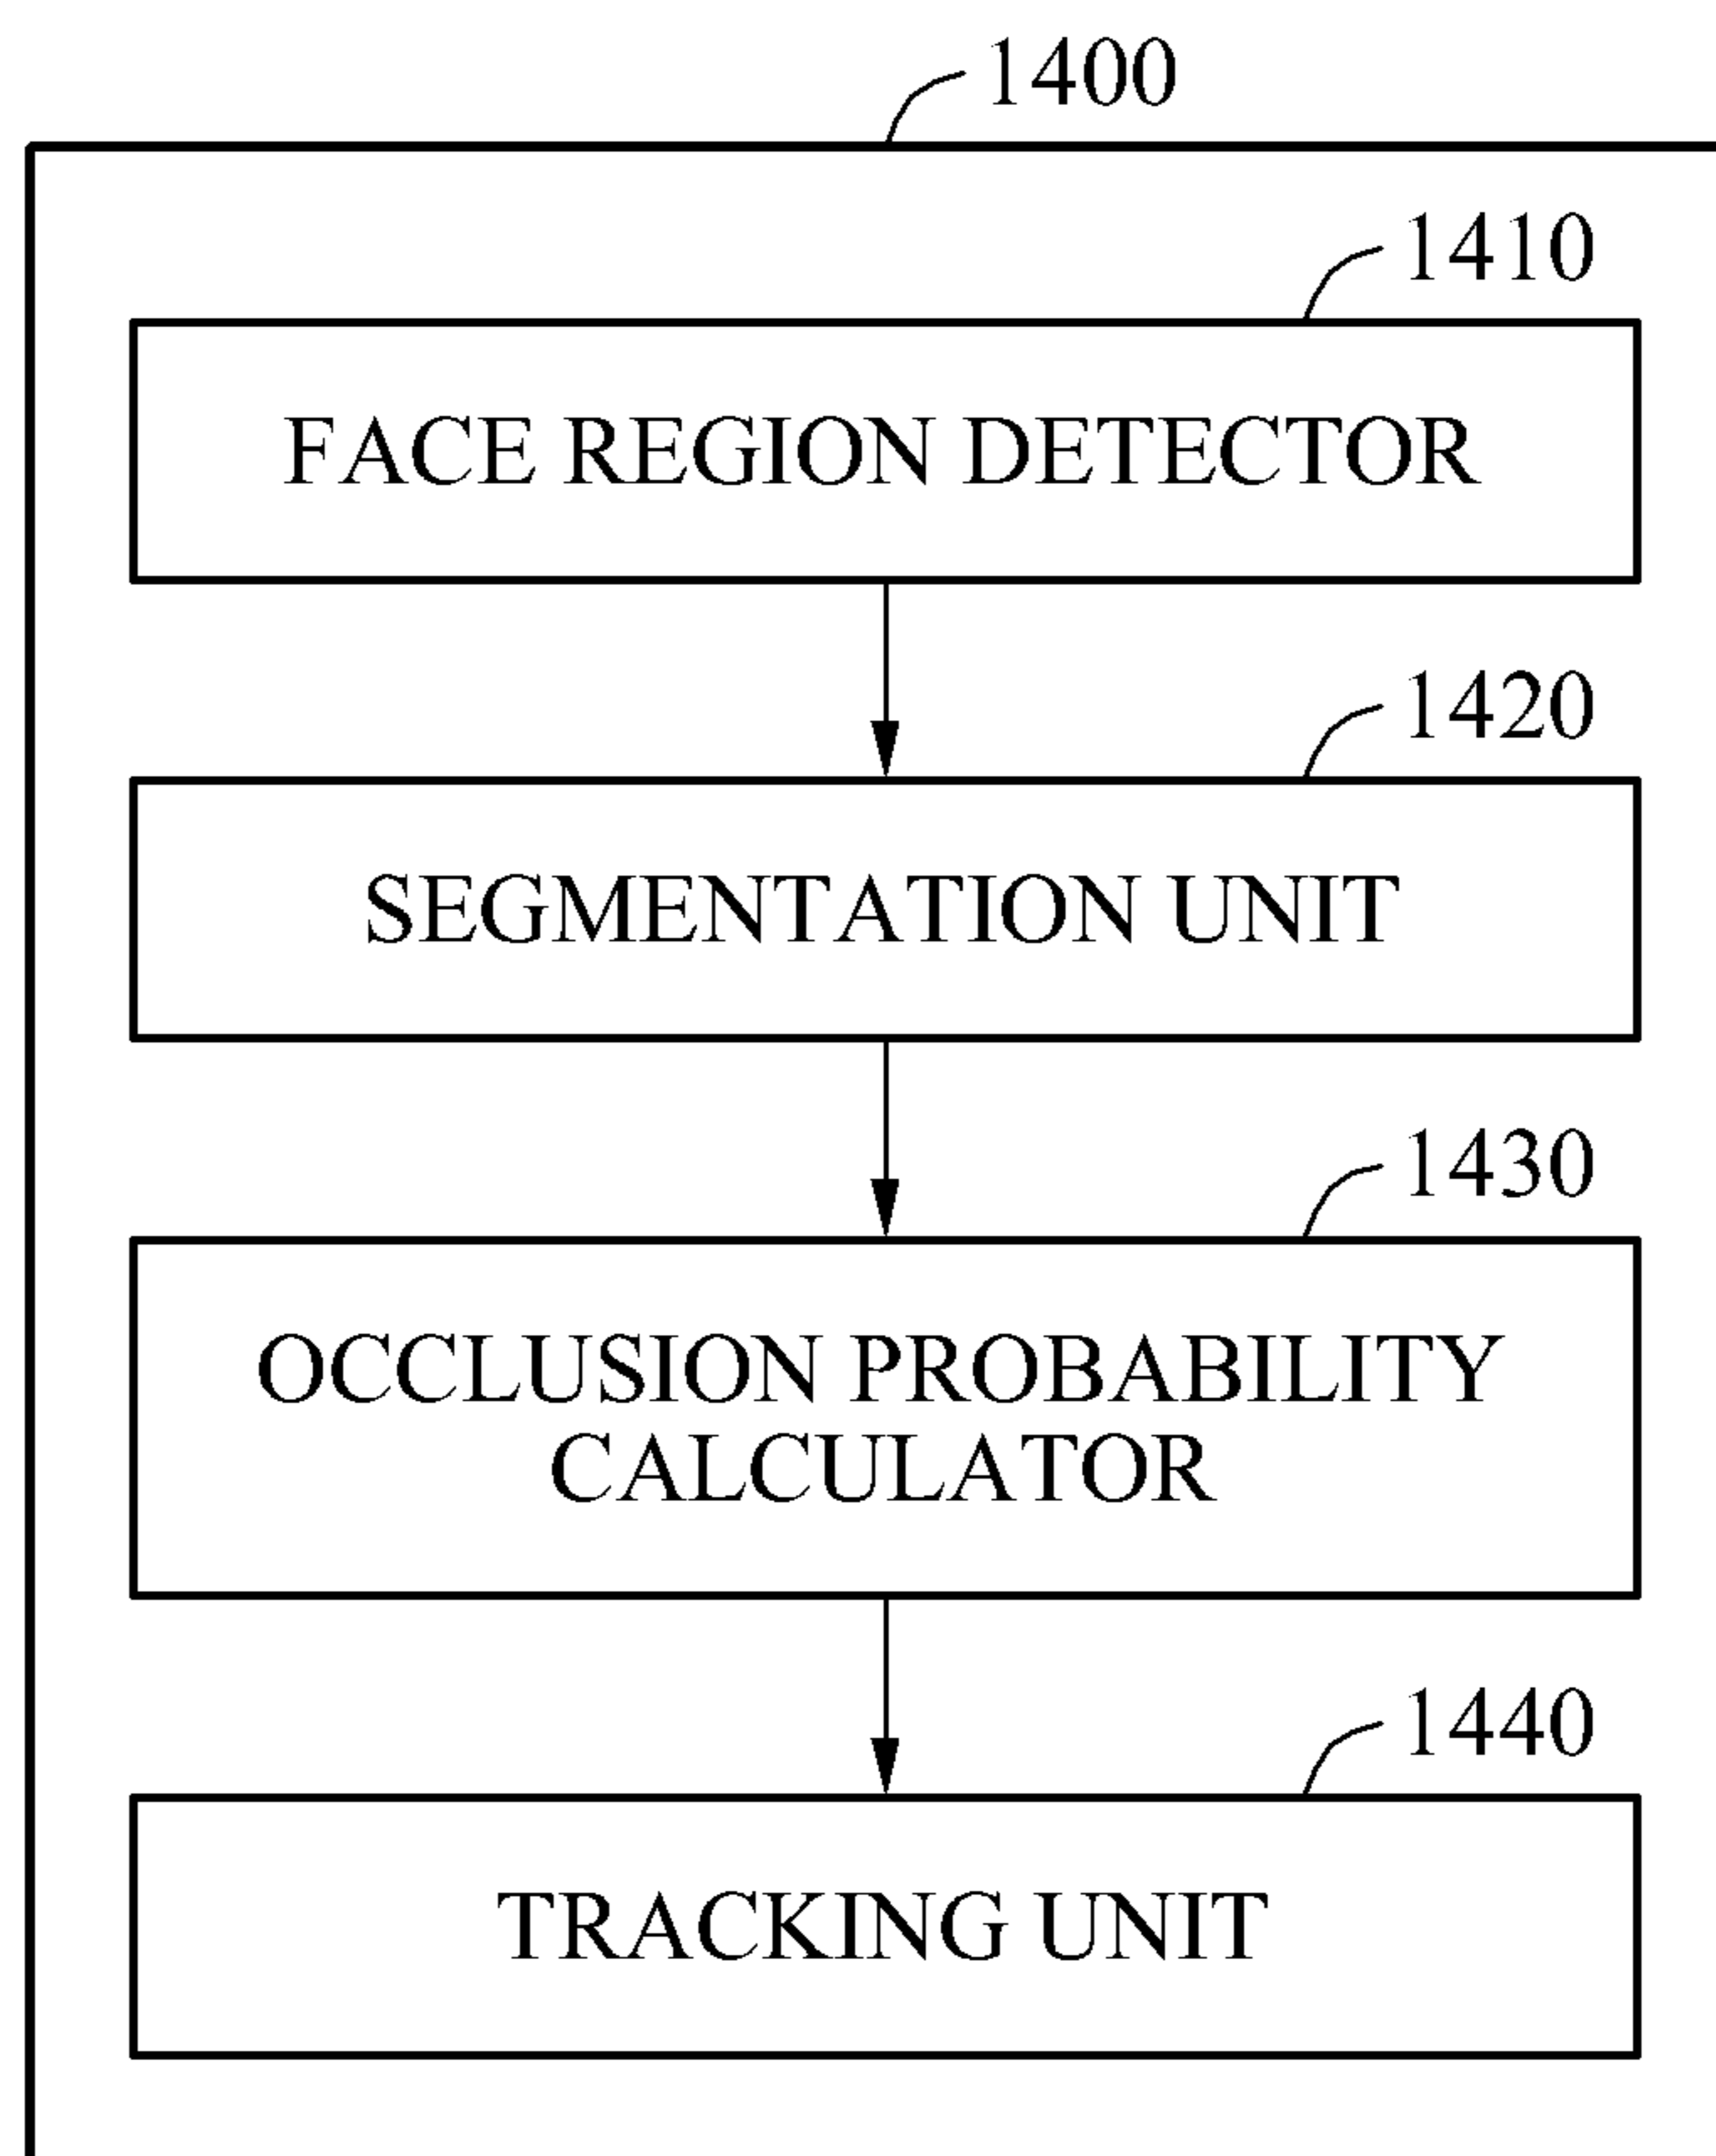 1400
1410
FACE REGION DETECTOR
1420
SEGMENTATION UNIT
1430
OCCLUSION PROBABILITY
CALCULATOR
1440
TRACKING UNIT